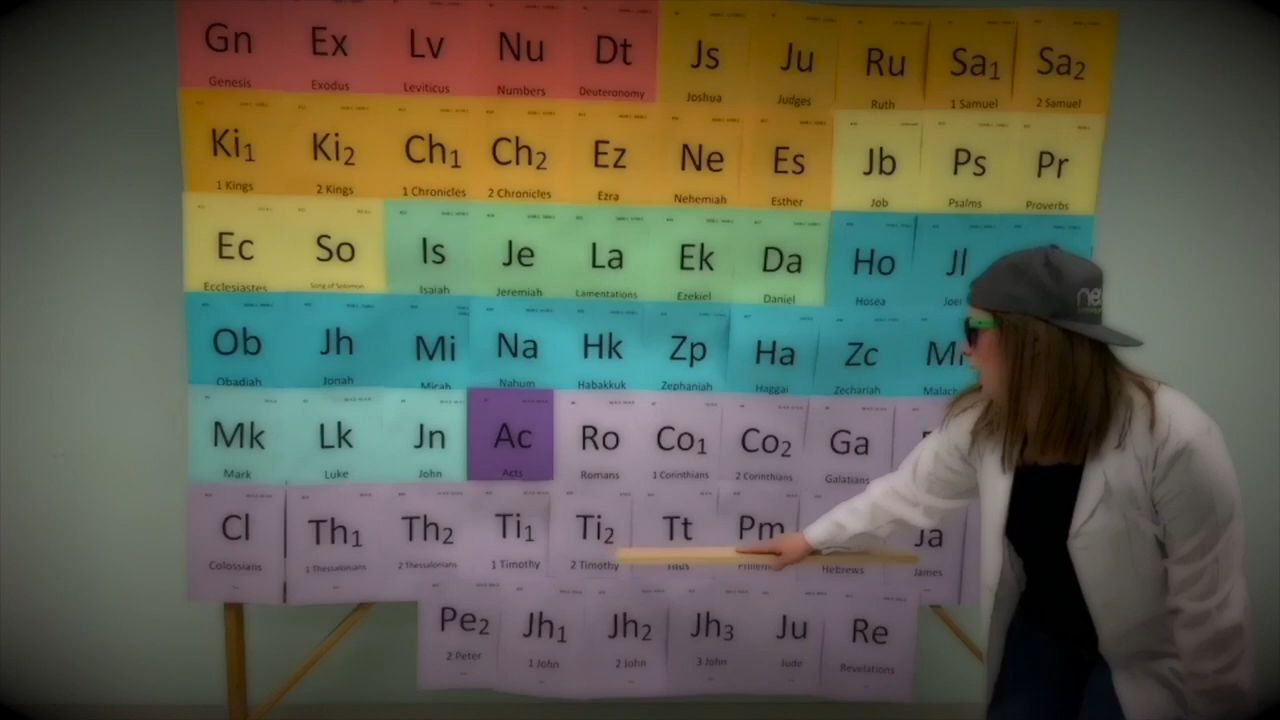 Gn Ex Lv Nu Dt Js Ju Ru Sa1 Sa2
Genesis Exodus Leviticus Numbers Deuteronomy Joshua Judges Ruth 1 Samuel 2 Samuel
Ki1 Ki2 Ch1 Ch2 Ez Ne Es Jb Ps Pr
1 Kings 2 Kings 1 Chronicles 2 Chronicles Ezra Nehemiah Esther Job Psalms Proverbs
Ec So Is Je La Ek Da Ho Jl
Ecclesiastes Song of Solomon Isaiah Jeremiah Lamentations Ezekiel Daniel Hosea
Ob Jh Mi Na Hk Zp Ha Zc
Obadiah Jonah Micah Nahum Habakkuk Zephaniah Haggai Zechariah
Mk Lk Jn Ac Ro Co1 Co2 Ga
Mark Luke John Acts Romans 1 Corinthians 2 Corinthians Galatians
Cl Th1 Th2 Ti1 Ti2 Tt Pm Ja
Colossians 1 Thessalonians 2 Thessalonians 1 Timothy 2 Timothy Titus Hebrews James
Pe2 Jh1 Jh2 Jh3 Ju Re
2 Peter 1 John 2 John 3 John Jude Revelations